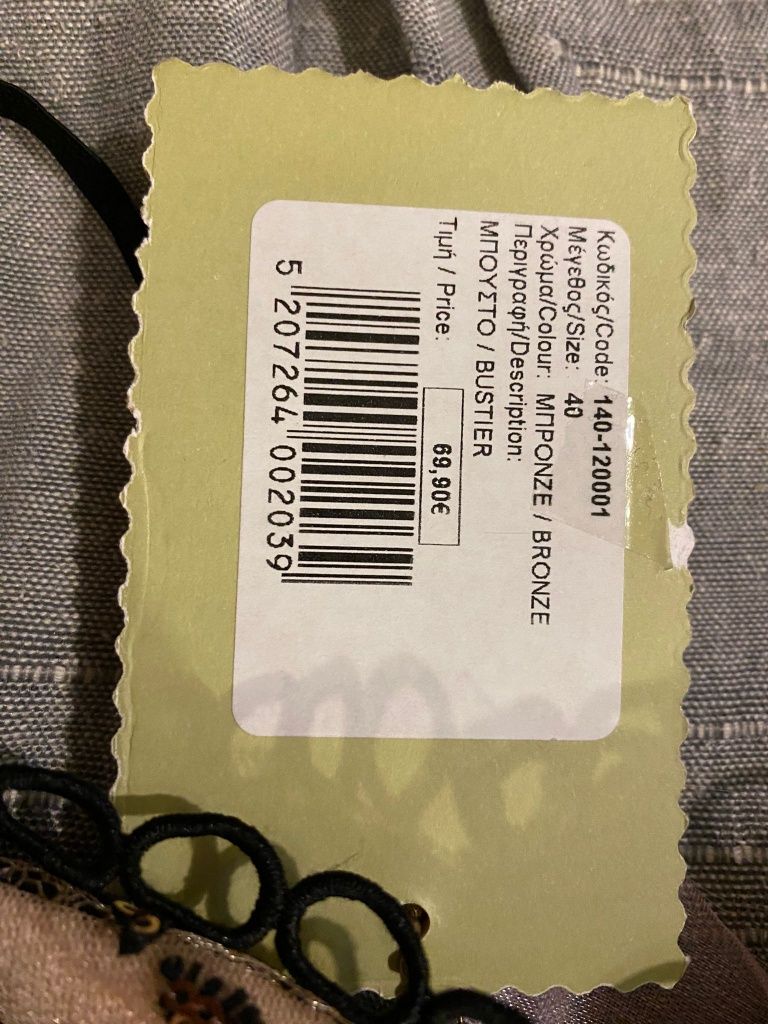 Κωδικός/Code: 140-120001
Μέγεθος/Size: 40
Χρώμα/Colour: ΜΠΡΟΝΖΕ / BRONZE
Περιγραφή/Description:
ΜΠΟΥΣΤΟ / BUSTIER
Τιμή / Price: 69,90€
5 207264 002039